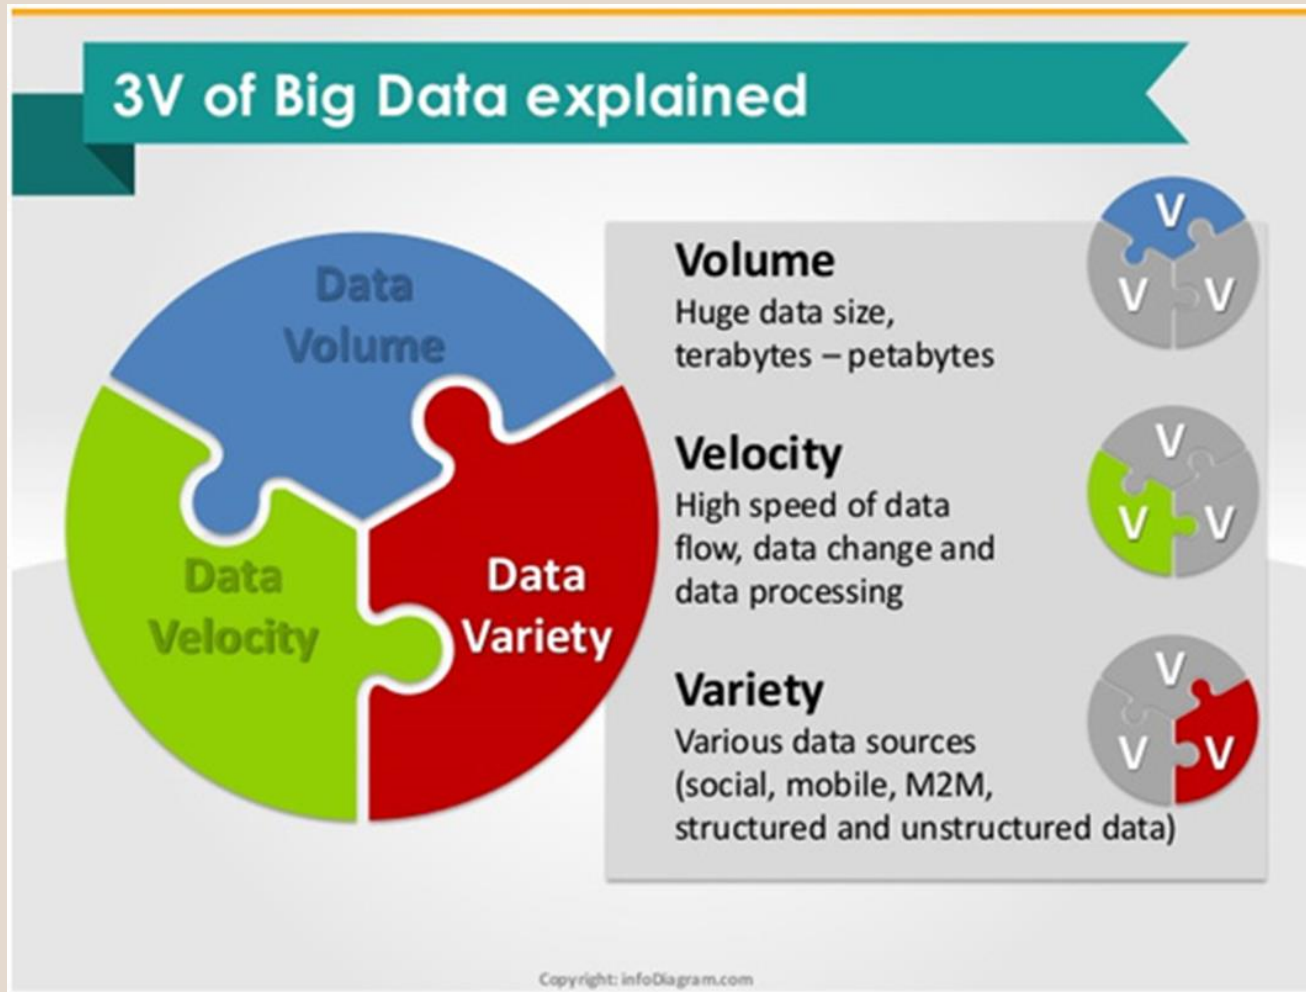 3V of Big Data explained
Data
Volume
Data
Velocity
Data
Variety
Volume
Huge data size,
terabytes – petabytes
V
V
V
Velocity
High speed of data
flow, data change and
data processing
V
V
V
Variety
Various data sources
(social, mobile, M2M,
structured and unstructured data)
V
V
V
Copyright: infoDiagram.com